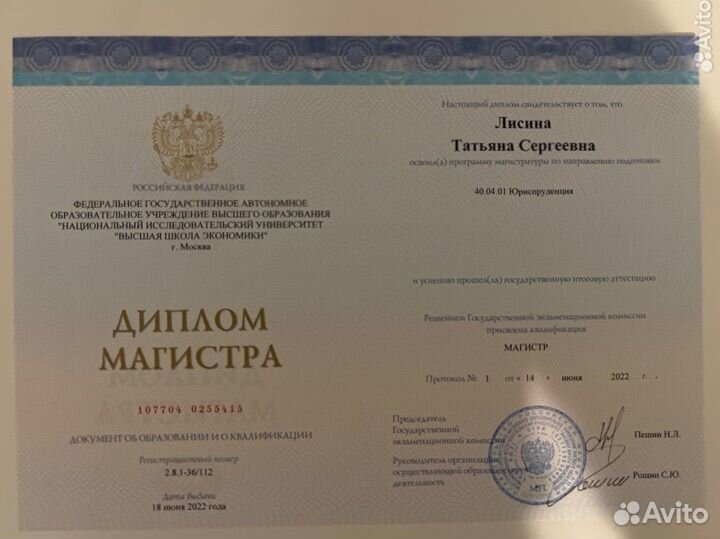 РОССИЙСКАЯ ФЕДЕРАЦИЯ
ФЕДЕРАЛЬНОЕ ГОСУДАРСТВЕННОЕ АВТОНОМНОЕ
ОБРАЗОВАТЕЛЬНОЕ УЧРЕЖДЕНИЕ ВЫСШЕГО ОБРАЗОВАНИЯ
"НАЦИОНАЛЬНЫЙ ИССЛЕДОВАТЕЛЬСКИЙ УНИВЕРСИТЕТ
"ВЫСШАЯ ШКОЛА ЭКОНОМИКИ"
г. Москва
ДИПЛОМ
МАГИСТРА
107704 0255415
ДОКУМЕНТ ОБ ОБРАЗОВАНИИ И О КВАЛИФИКАЦИИ
Регистрационный номер
2.8.1-36/112
Дата выдачи
18 июня 2022 года
Настоящий диплом свидетельствует о том, что
Лисина
Татьяна Сергеевна
освоил(а) программу магистратуры по направлению подготовки
40.04.01 Юриспруденция
и успешно прошел(ла) государственную итоговую аттестацию
Решением Государственной экзаменационной комиссии
присвоена квалификация
МАГИСТР
Протокол № 1 от « 14 » июня 2022 г.
Председатель
Государственной
экзаменационной комиссии
Пешин Н.Л.
Руководитель организации,
осуществляющей образовательную
деятельность
Рощин С.Ю.
М.П.
Avito
Avito